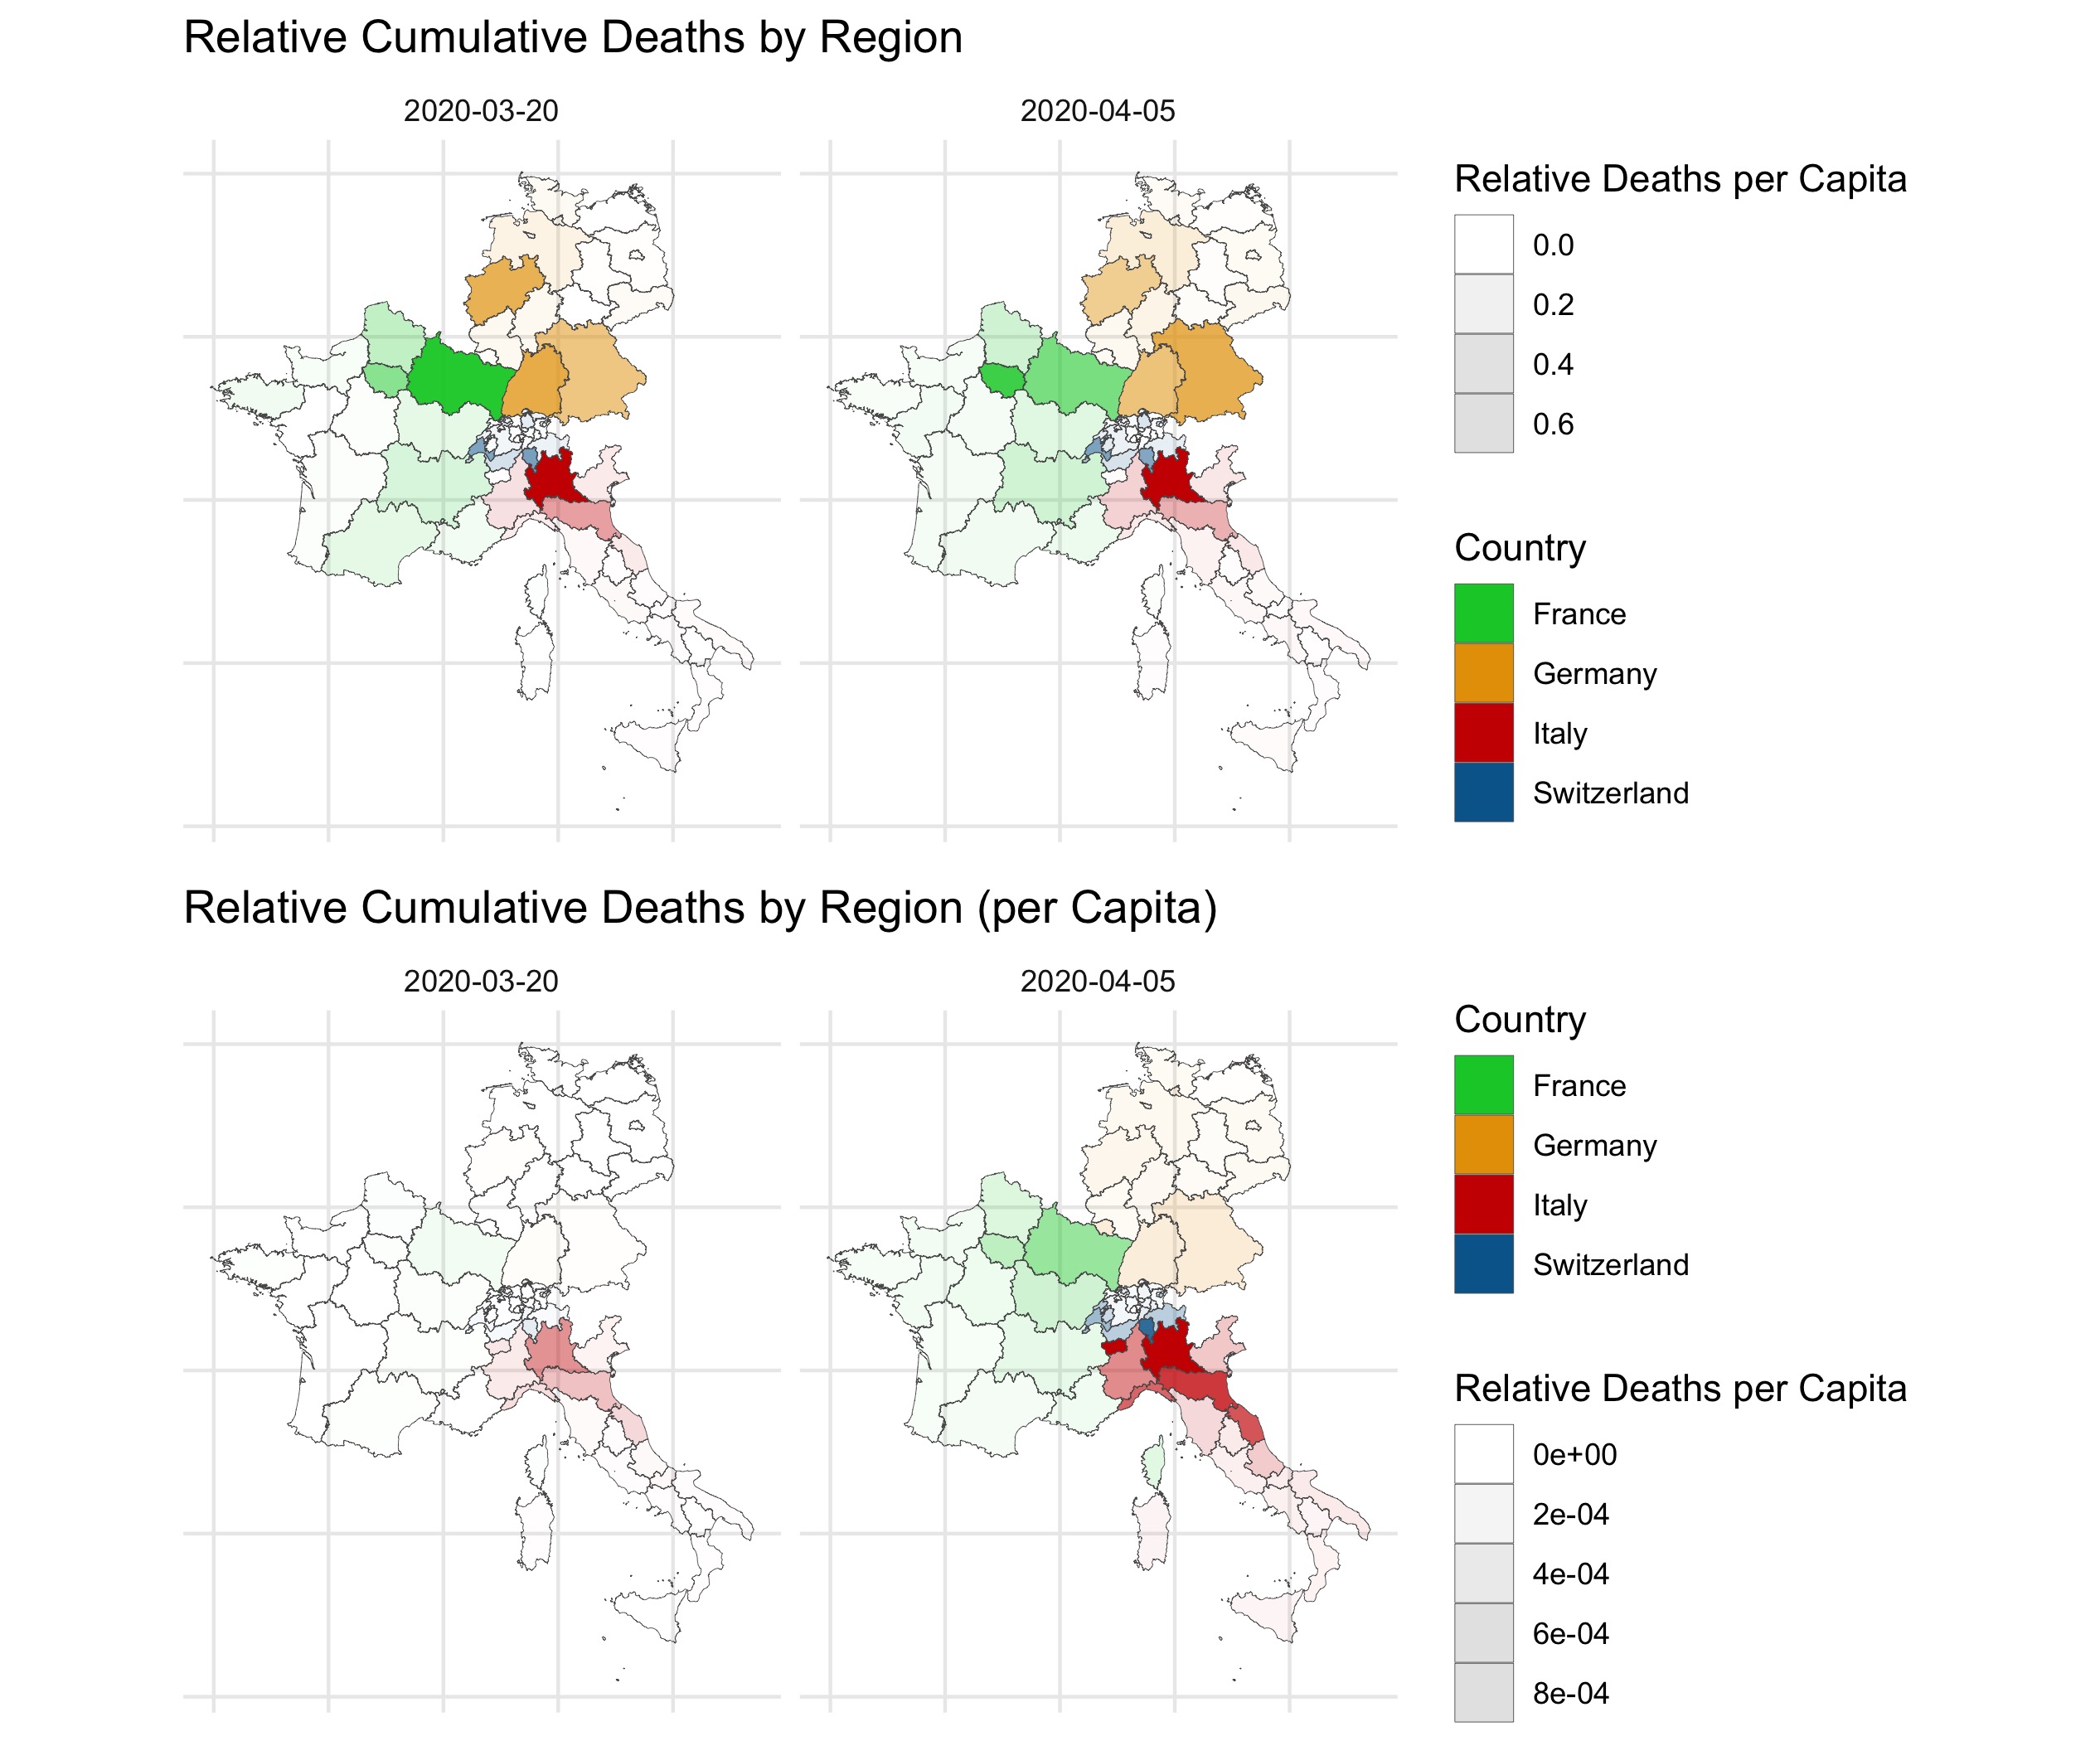 Relative Cumulative Deaths by Region
2020-03-20
2020-04-05
Relative Deaths per Capita
0.0
0.2
0.4
0.6
Country
France
Germany
Italy
Switzerland
Relative Cumulative Deaths by Region (per Capita)
2020-03-20
2020-04-05
Country
France
Germany
Italy
Switzerland
Relative Deaths per Capita
0e+00
2e-04
4e-04
6e-04
8e-04